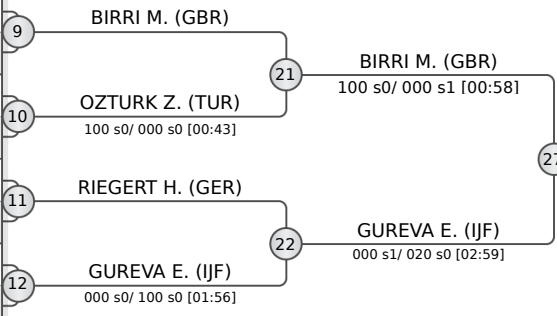 BIRRI M. (GBR)
9
BIRRI M. (GBR)
21
100 s0/ 000 s1 [00:58]
OZTURK Z. (TUR)
10
100 s0/ 000 s0 [00:43]
27
RIEGERT H. (GER)
11
GUREVA E. (IJF)
22
000 s1/ 020 s0 [02:59]
GUREVA E. (IJF)
12
000 s0/ 100 s0 [01:56]